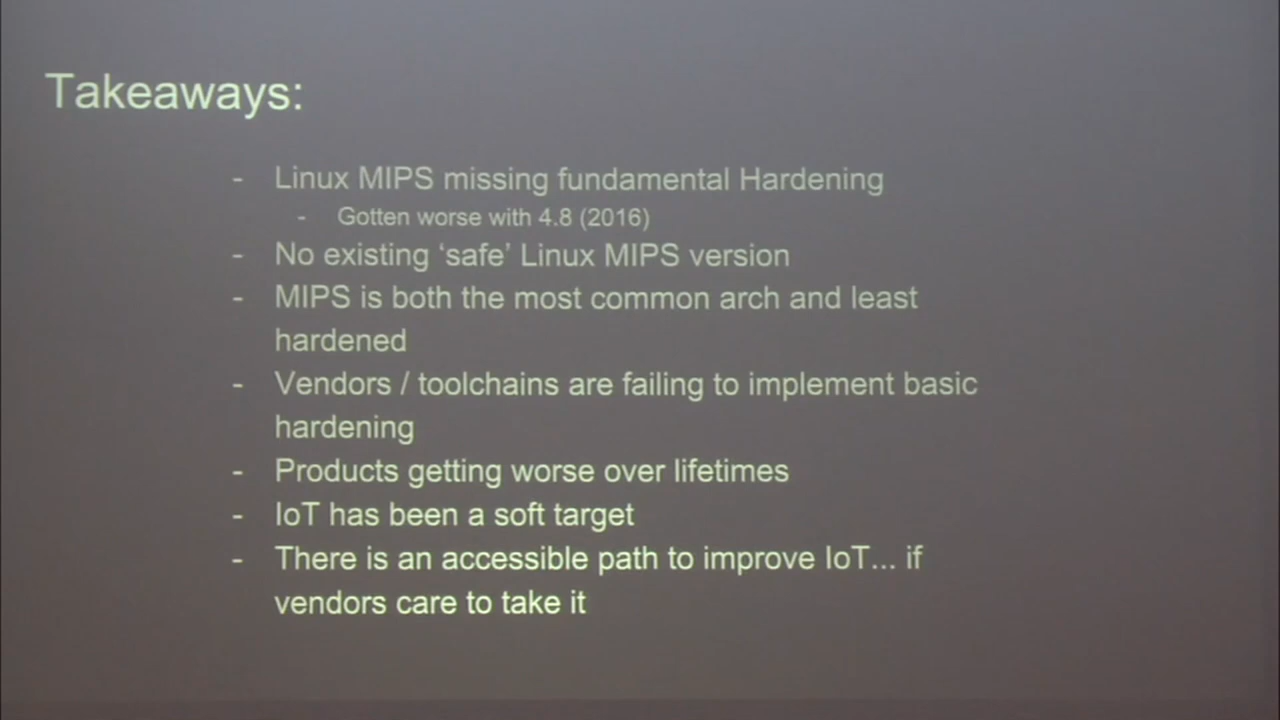 Takeaways:
- Linux MIPS missing fundamental Hardening
- Gotten worse with 4.8 (2016)
- No existing ‘safe’ Linux MIPS version
- MIPS is both the most common arch and least
hardened
- Vendors / toolchains are failing to implement basic
hardening
- Products getting worse over lifetimes
- IoT has been a soft target
- There is an accessible path to improve IoT... if
vendors care to take it